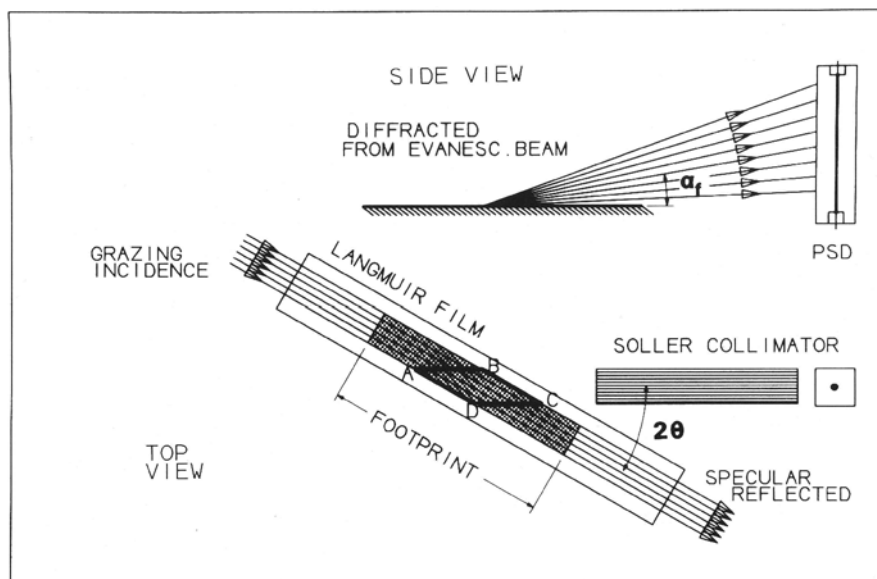 SIDE VIEW
DIFFRACTED
FROM EVANESC.BEAM
αf
PSD
GRAZING
INCIDENCE
LANGMUIR FILM
SOLLER COLLIMATOR
A
B
C
D
2θ
FOOTPRINT
TOP
VIEW
SPECULAR
REFLECTED